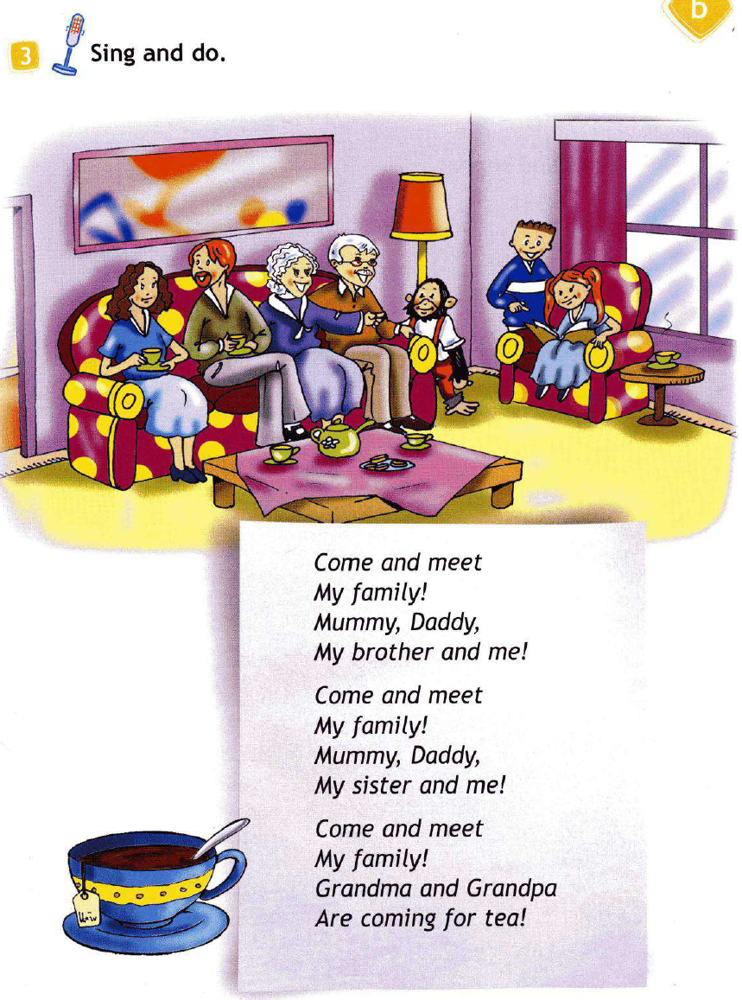 b
3
Sing and do.
Come and meet
My family!
Mummy, Daddy,
My brother and me!
Come and meet
My family!
Mummy, Daddy,
My sister and me!
Come and meet
My family!
Grandma and Grandpa
Are coming for tea!